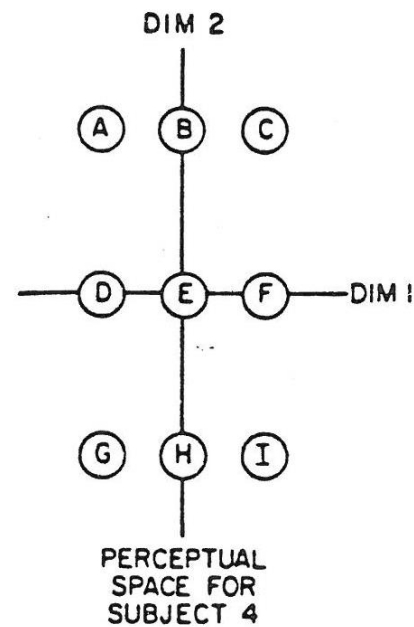 DIM 2
A B C
D E F DIM 1
G H I
PERCEPTUAL
SPACE FOR
SUBJECT 4